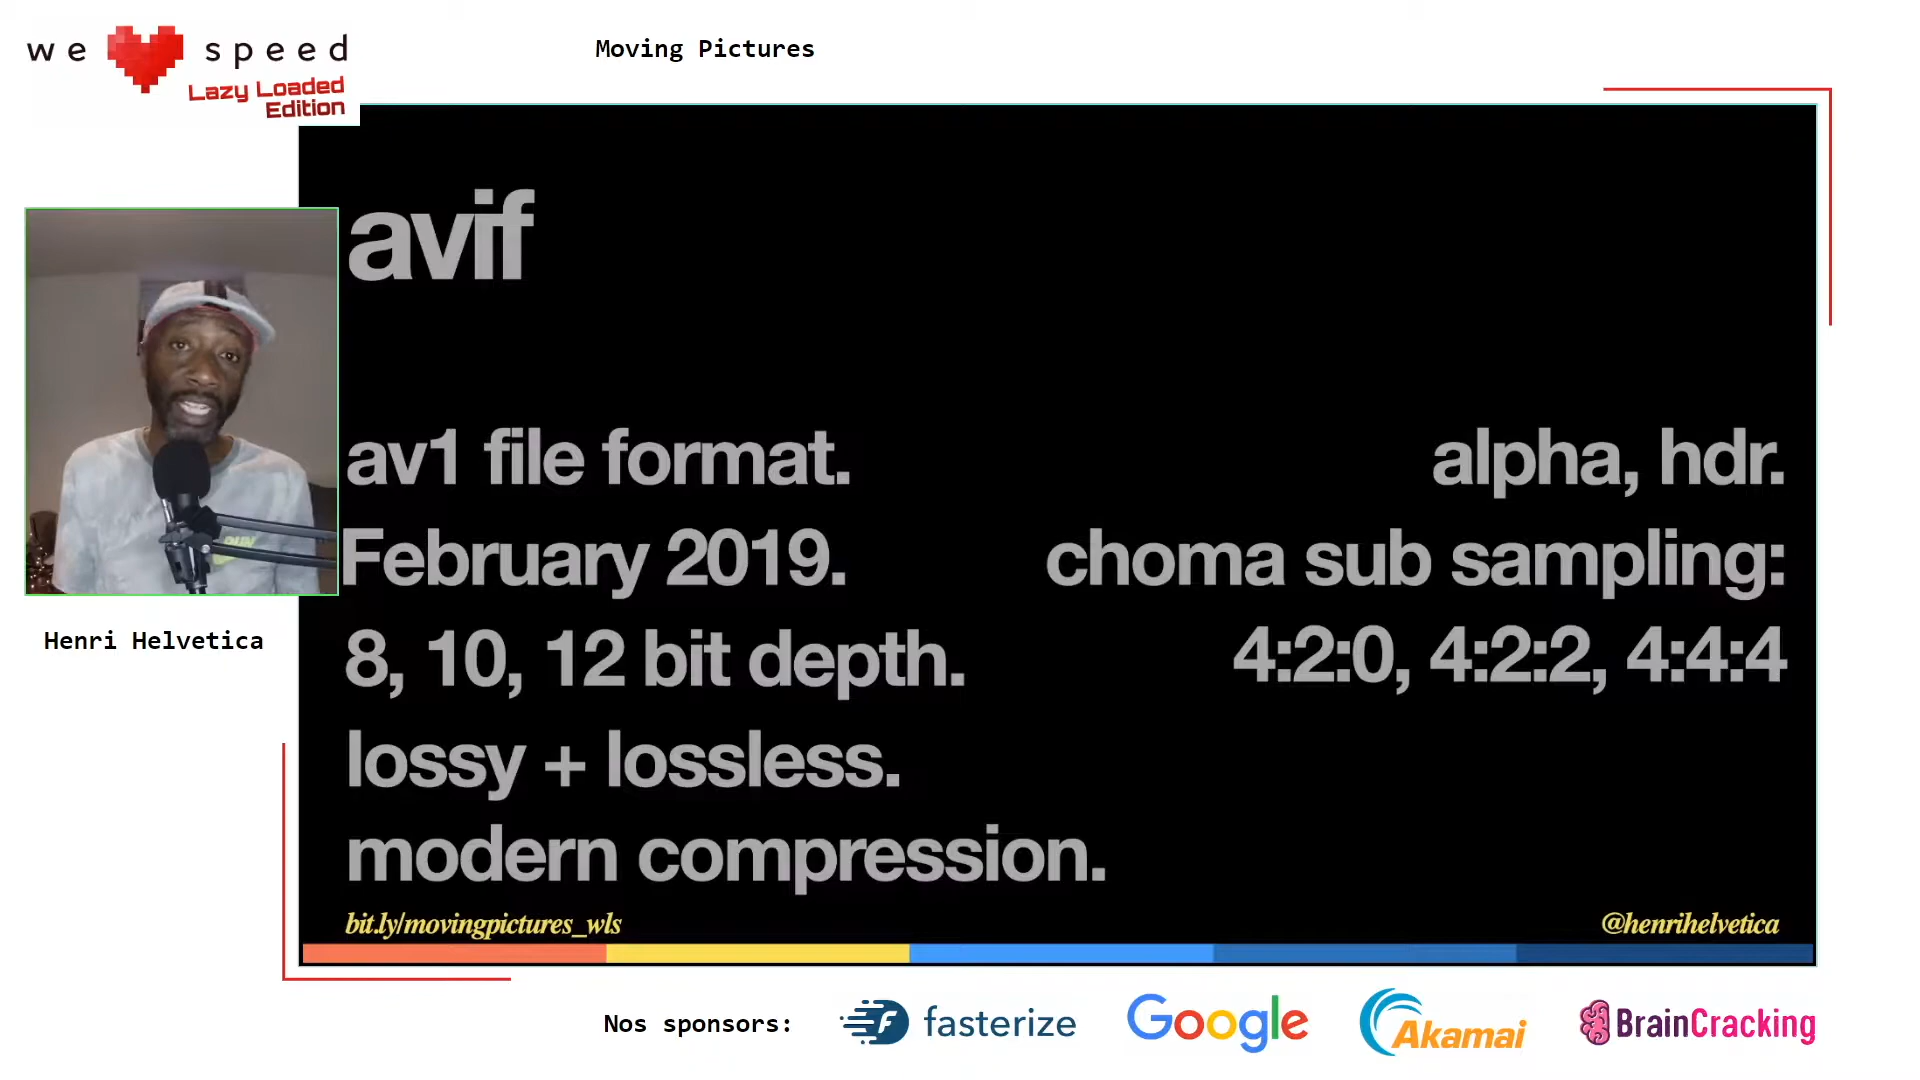 we speed
Lazy Loaded
Edition
Moving Pictures
avif
av1 file format.
February 2019.
8, 10, 12 bit depth.
lossy + lossless.
modern compression.
alpha, hdr.
choma sub sampling:
4:2:0, 4:2:2, 4:4:4
bit.ly/movingpictures_wls
@henrihelvetica
Henri Helvetica
Nos sponsors:
fasterize
Google
Akamai
BrainCracking